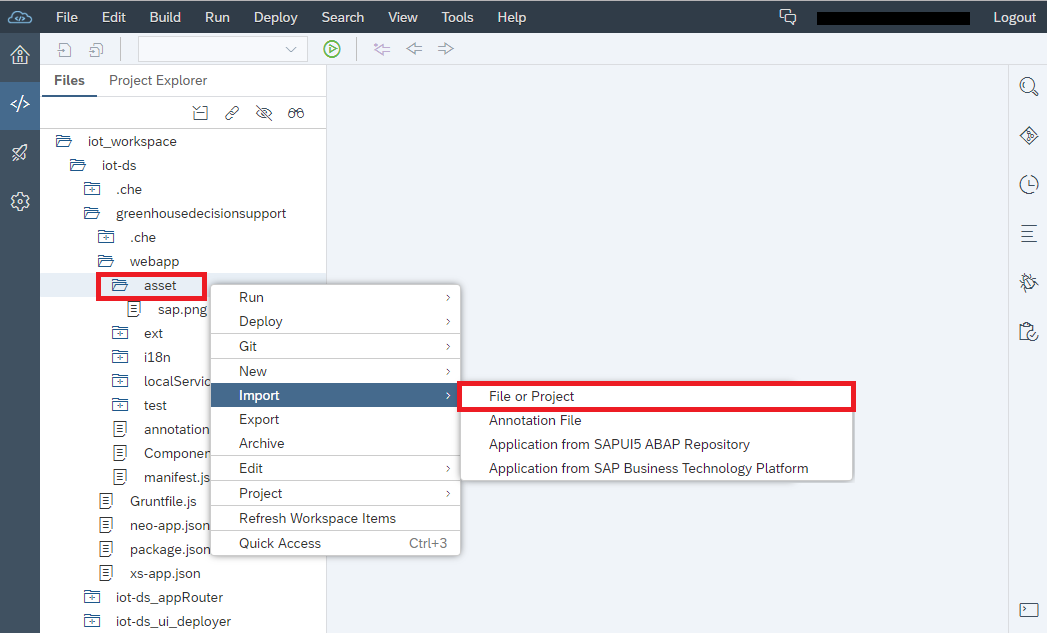 File Edit Build Run Deploy Search View Tools Help Logout
Files Project Explorer
iot_workspace
iot-ds
.che
greenhousedecisionsupport
.che
webapp
asset
sap.png
ext
i18n
localServic
test
annotation
Componen
manifest.js
Gruntfile.js
neo-app.json
package.json
xs-app.json
iot-ds_appRouter
iot-ds_ui_deployer
Run
Deploy
Git
New
Import
Export
Archive
Edit
Project
Refresh Workspace Items
Quick Access Ctrl+3
File or Project
Annotation File
Application from SAPUI5 ABAP Repository
Application from SAP Business Technology Platform